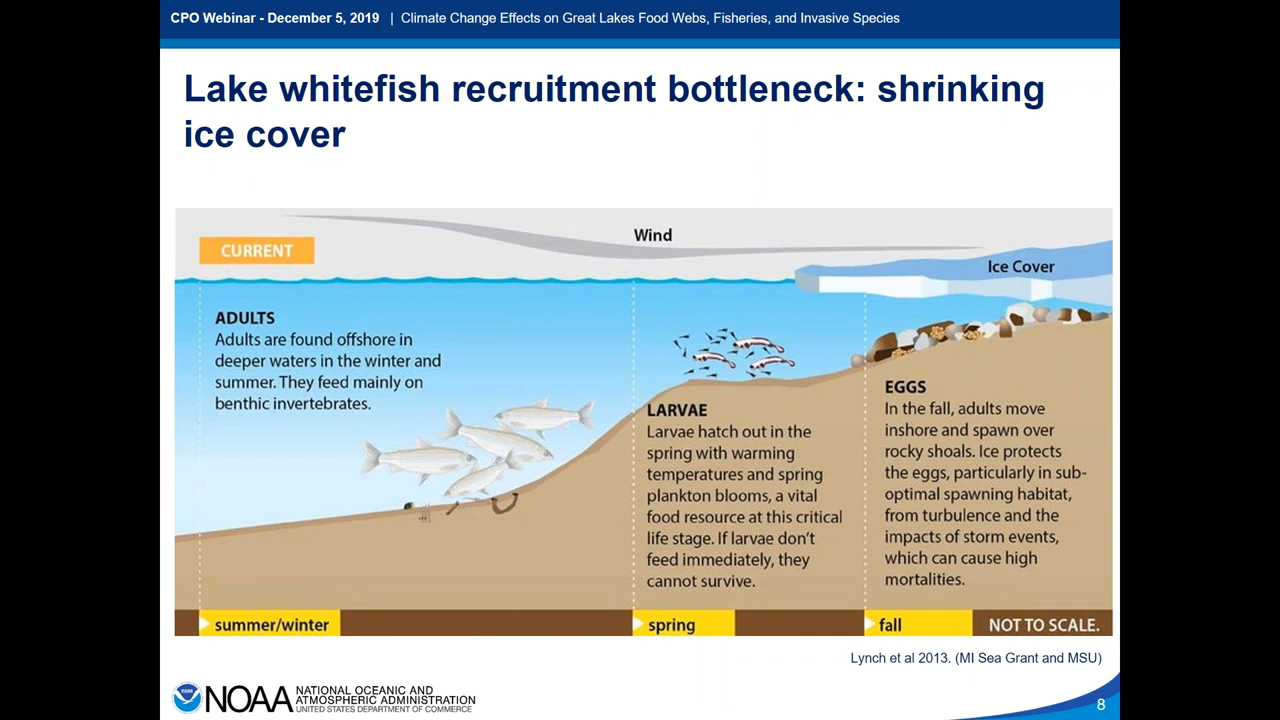 CPO Webinar - December 5, 2019 | Climate Change Effects on Great Lakes Food Webs, Fisheries, and Invasive Species
Lake whitefish recruitment bottleneck: shrinking
ice cover
Wind
CURRENT
Ice Cover
ADULTS
Adults are found offshore in
deeper waters in the winter and
summer. They feed mainly on
benthic invertebrates.
LARVAE
Larvae hatch out in the
spring with warming
temperatures and spring
plankton blooms, a vital
food resource at this critical
life stage. If larvae don't
feed immediately, they
cannot survive.
EGGS
In the fall, adults move
inshore and spawn over
rocky shoals. Ice protects
the eggs, particularly in sub-
optimal spawning habitat,
from turbulence and the
impacts of storm events,
which can cause high
mortalities.
summer/winter
spring
fall
NOT TO SCALE.
Lynch et al 2013. (MI Sea Grant and MSU)
NOAA
NATIONAL OCEANIC AND
ATMOSPHERIC ADMINISTRATION
UNITED STATES DEPARTMENT OF COMMERCE
8